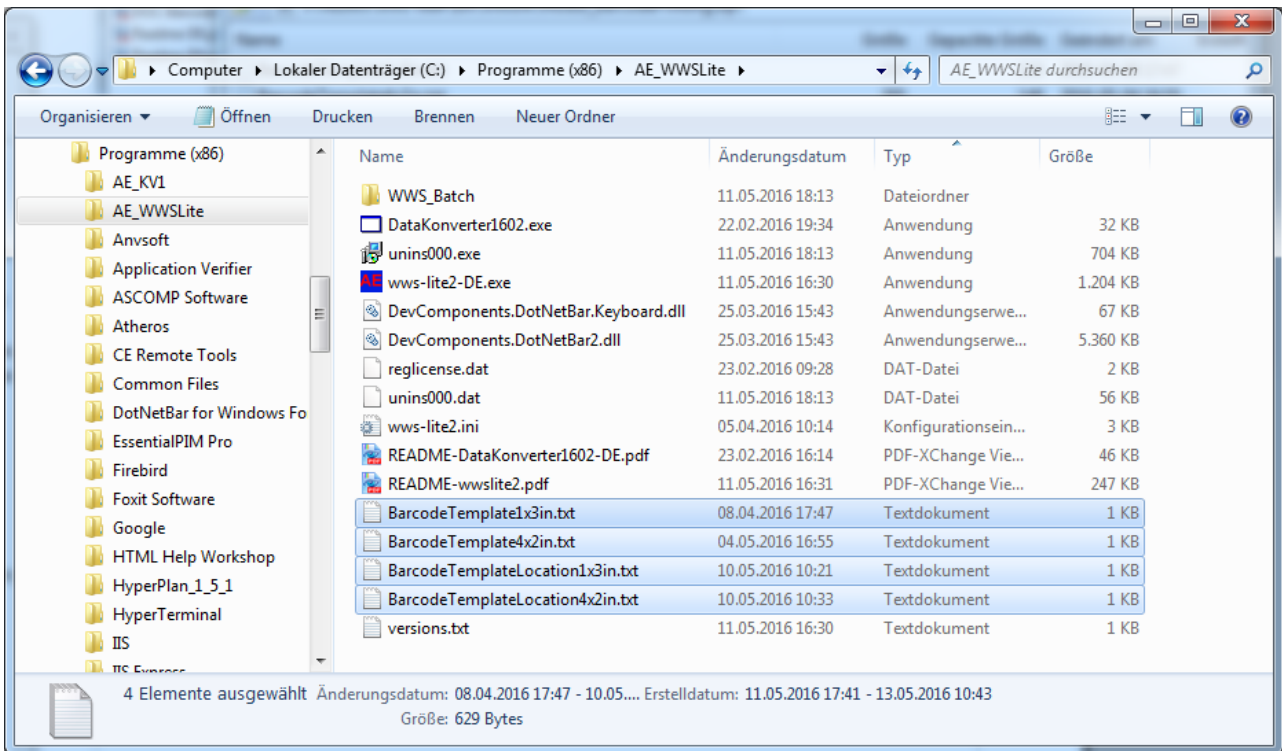 Computer ▸ Lokaler Datenträger (C:) ▸ Programme (x86) ▸ AE_WWSLite ▸ AE_WWSLite durchsuchen
Organisieren Öffnen Drucken Brennen Neuer Ordner
Programme (x86)
AE_KV1
AE_WWSLite
Anvsoft
Application Verifier
ASCOMP Software
Atheros
CE Remote Tools
Common Files
DotNetBar for Windows Fo
EssentialPIM Pro
Firebird
Foxit Software
Google
HTML Help Workshop
HyperPlan_1_5_1
HyperTerminal
IIS
IIS Express
Name Änderungsdatum Typ Größe
WWS_Batch 11.05.2016 18:13 Dateiordner
DataKonverter1602.exe 22.02.2016 19:34 Anwendung 32 KB
unins000.exe 11.05.2016 18:13 Anwendung 704 KB
AE wws-lite2-DE.exe 11.05.2016 16:30 Anwendung 1.204 KB
DevComponents.DotNetBar.Keyboard.dll 25.03.2016 15:43 Anwendungserwe... 67 KB
DevComponents.DotNetBar2.dll 25.03.2016 15:43 Anwendungserwe... 5.360 KB
reglicense.dat 23.02.2016 09:28 DAT-Datei 2 KB
unins000.dat 11.05.2016 18:13 DAT-Datei 56 KB
wws-lite2.ini 05.04.2016 10:14 Konfigurationsein... 3 KB
README-DataKonverter1602-DE.pdf 23.02.2016 16:14 PDF-XChange Vie... 46 KB
README-wwslite2.pdf 11.05.2016 16:31 PDF-XChange Vie... 247 KB
BarcodeTemplate1x3in.txt 08.04.2016 17:47 Textdokument 1 KB
BarcodeTemplate4x2in.txt 04.05.2016 16:55 Textdokument 1 KB
BarcodeTemplateLocation1x3in.txt 10.05.2016 10:21 Textdokument 1 KB
BarcodeTemplateLocation4x2in.txt 10.05.2016 10:33 Textdokument 1 KB
versions.txt 11.05.2016 16:30 Textdokument 1 KB
4 Elemente ausgewählt Änderungsdatum: 08.04.2016 17:47 - 10.05.... Erstelldatum: 11.05.2016 17:41 - 13.05.2016 10:43
Größe: 629 Bytes